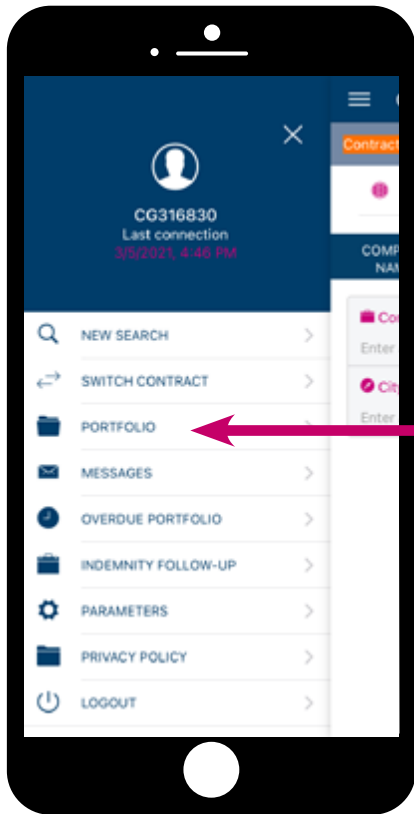 Contract
CG316830
Last connection
3/5/2021, 4:46 PM
NEW SEARCH
SWITCH CONTRACT
PORTFOLIO
MESSAGES
OVERDUE PORTFOLIO
INDEMNITY FOLLOW-UP
PARAMETERS
PRIVACY POLICY
LOGOUT
COMP
NAM
Co
Enter
City
Enter